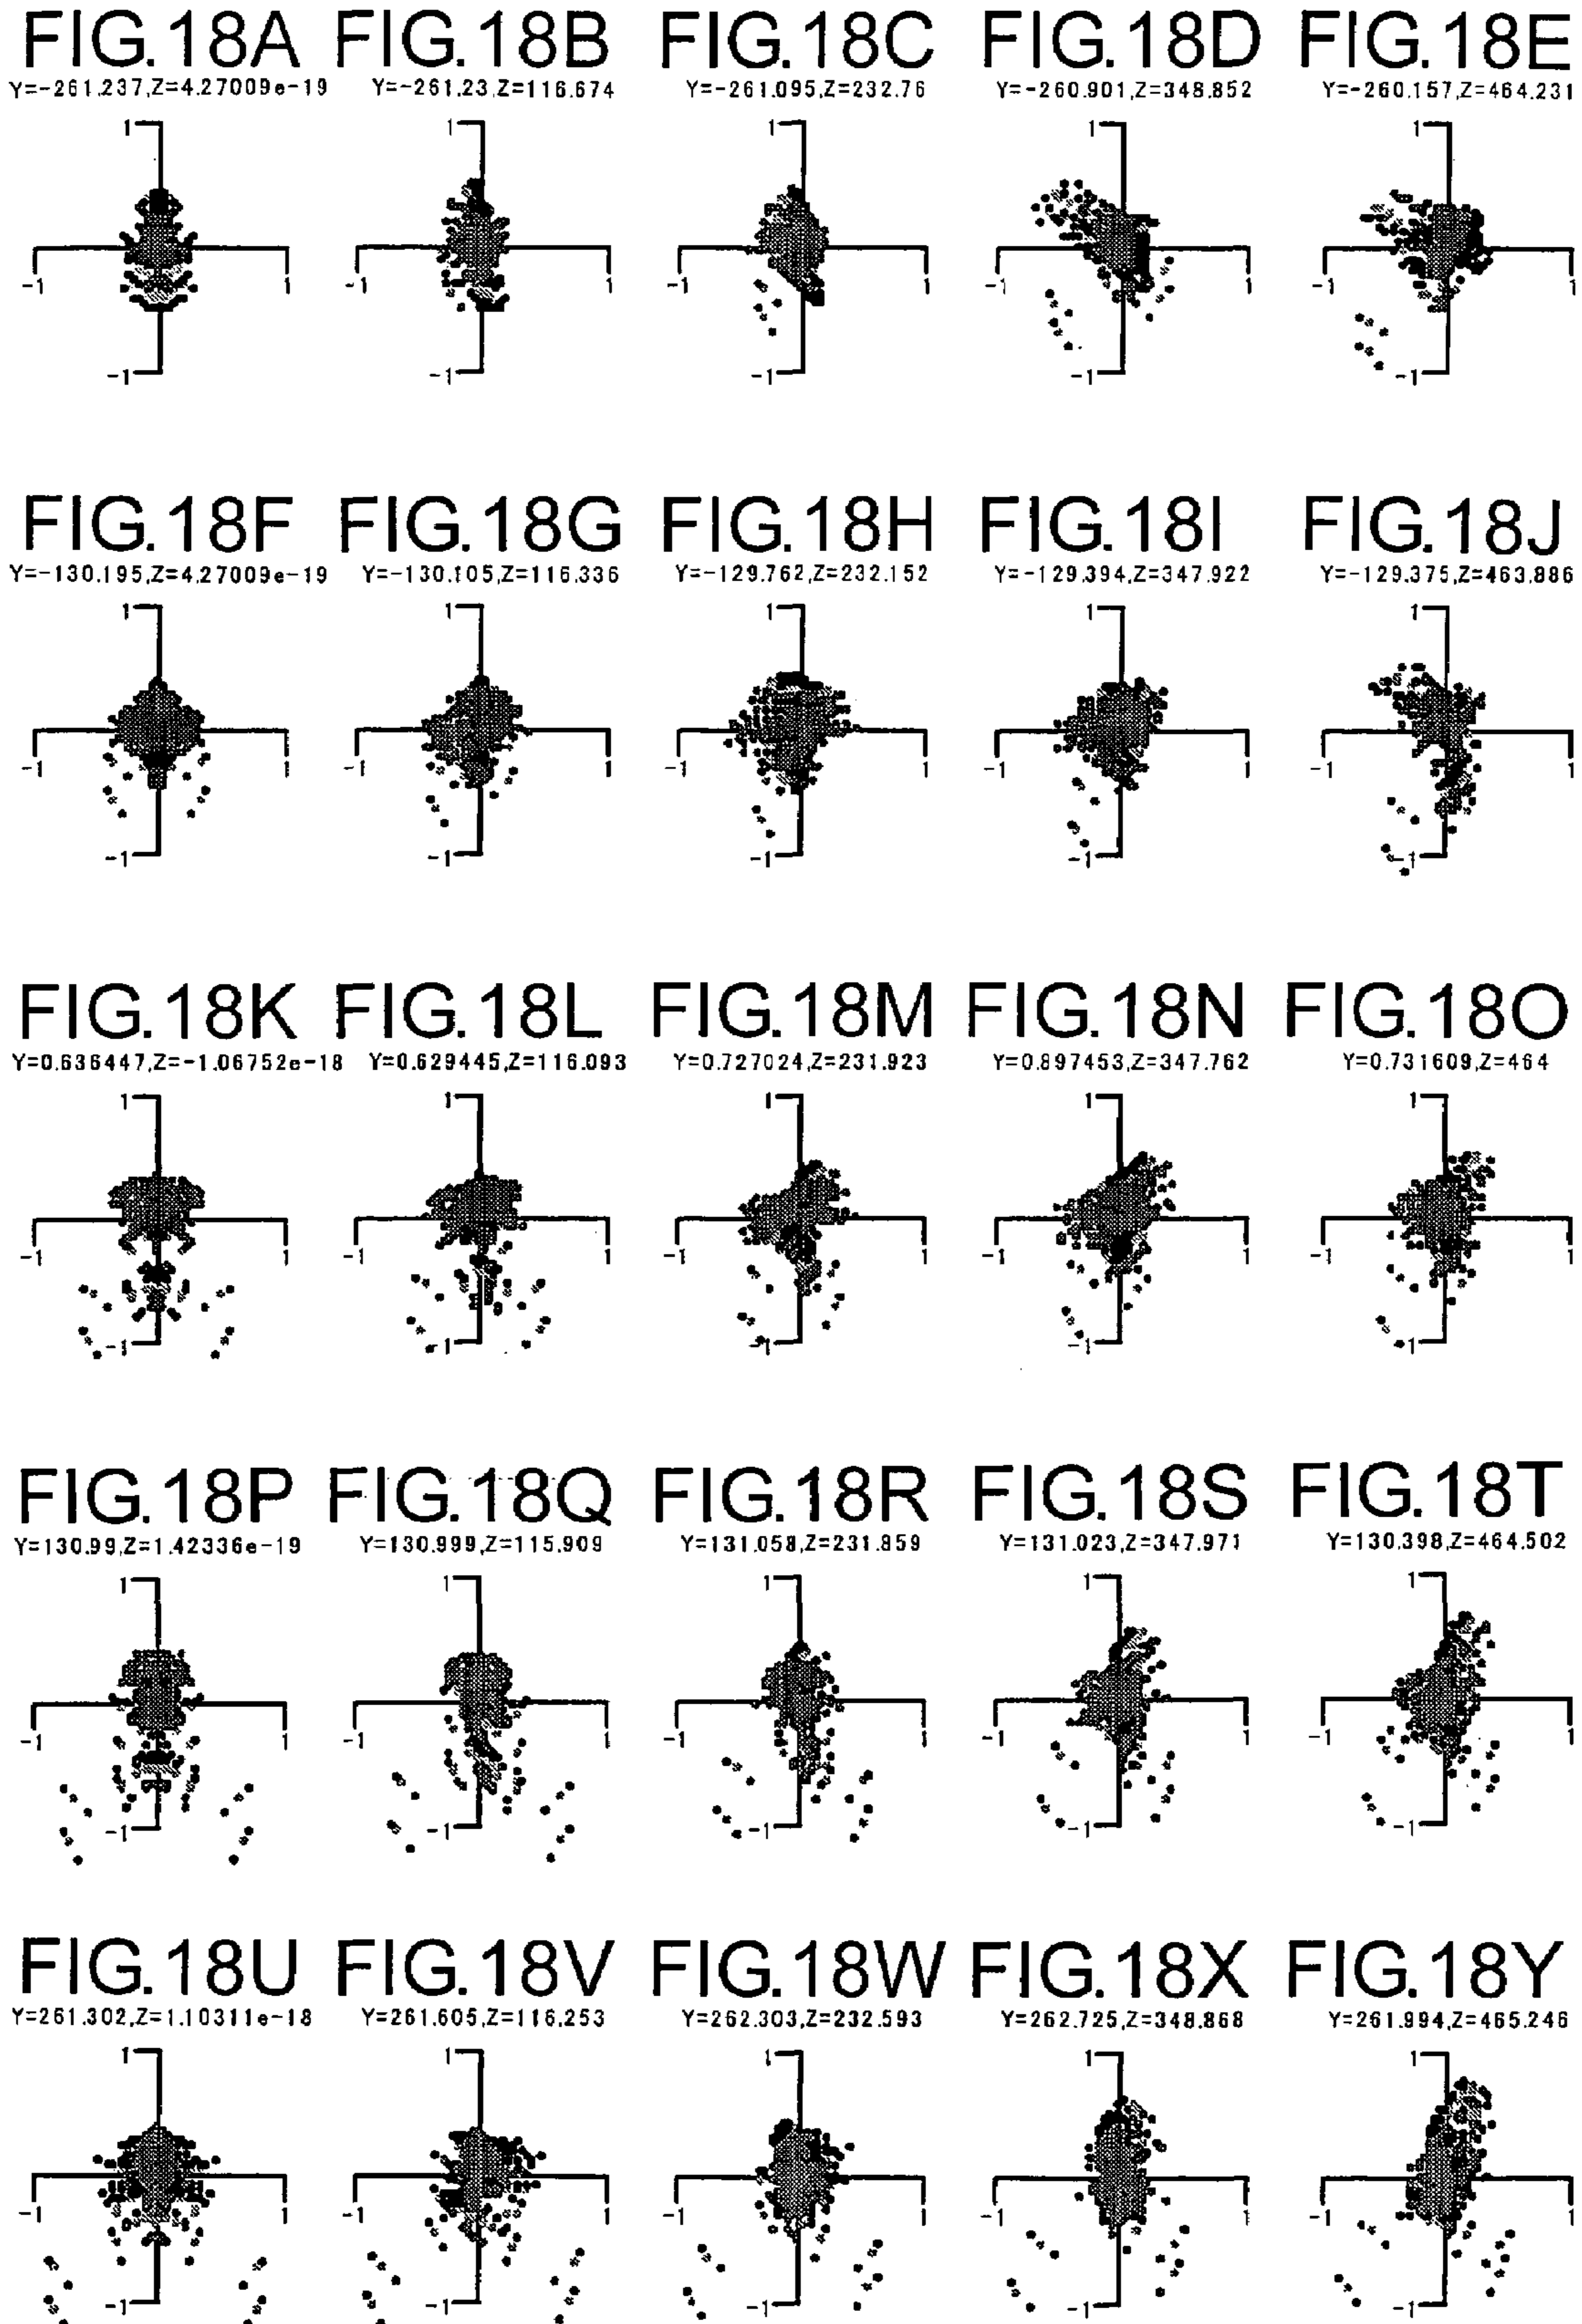 FIG.18A FIG.18B FIG.18C FIG.18D FIG.18E
Y=-261.237,Z=4.27009e-19 Y=-261.23,Z=116.674 Y=-261.095,Z=232.76 Y=-260.901,Z=348.852 Y=-260.157,Z=464.231
1 1 1 1 1
-1 1 -1 1 -1 1 -1 1 -1 1
-1 -1 -1 -1 -1
FIG.18F FIG.18G FIG.18H FIG.18I FIG.18J
Y=-130.195,Z=4.27009e-19 Y=-130.105,Z=116.336 Y=-129.762,Z=232.152 Y=-129.394,Z=347.922 Y=-129.375,Z=463.886
1 1 1 1 1
-1 1 -1 1 -1 1 -1 1 -1 1
-1 -1 -1 -1 -1
FIG.18K FIG.18L FIG.18M FIG.18N FIG.18O
Y=0.636447,Z=-1.06752e-18 Y=0.629445,Z=116.093 Y=0.727024,Z=231.923 Y=0.897453,Z=347.762 Y=0.731609,Z=464
1 1 1 1 1
-1 1 -1 1 -1 1 -1 1 -1 1
-1 -1 -1 -1 -1
FIG.18P FIG.18Q FIG.18R FIG.18S FIG.18T
Y=130.99,Z=1.42336e-19 Y=130.999,Z=115.909 Y=131.058,Z=231.859 Y=131.023,Z=347.971 Y=130.398,Z=464.502
1 1 1 1 1
-1 1 -1 1 -1 1 -1 1 -1 1
-1 -1 -1 -1 -1
FIG.18U FIG.18V FIG.18W FIG.18X FIG.18Y
Y=261.302,Z=1.10311e-18 Y=261.605,Z=116.253 Y=262.303,Z=232.593 Y=262.725,Z=348.868 Y=261.994,Z=465.246
1 1 1 1 1
-1 1 -1 1 -1 1 -1 1 -1 1
-1 -1 -1 -1 -1